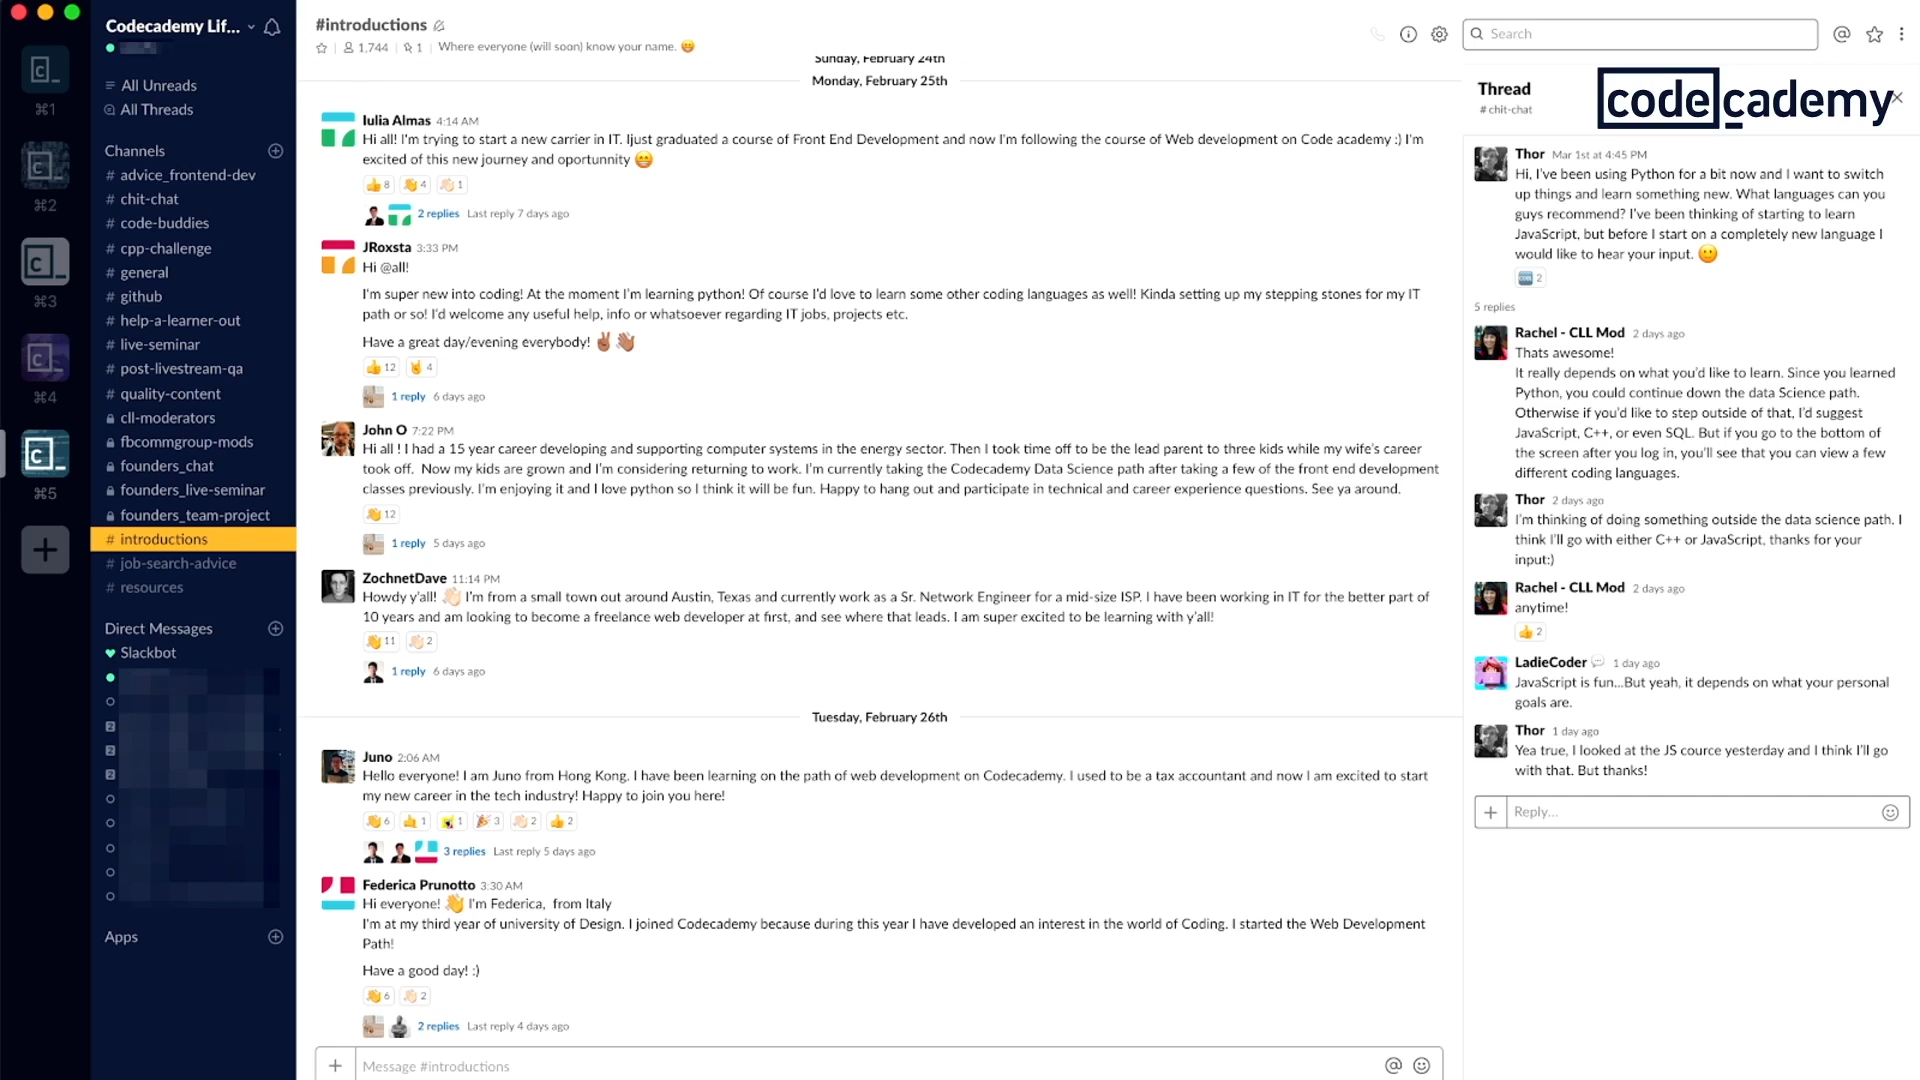 Codecademy Lif...
All Unreads
All Threads
Channels
# advice_frontend-dev
# chit-chat
# code-buddies
# cpp-challenge
# general
# github
# help-a-learner-out
# live-seminar
# post-livestream-qa
# quality-content
cll-moderators
fbcommgroup-mods
founders_chat
founders_live-seminar
founders_team-project
# introductions
# job-search-advice
# resources
Direct Messages
Slackbot
Apps
⌘1
⌘2
⌘3
⌘4
⌘5
#introductions
1,744 | 1 | Where everyone (will soon) know your name.
Sunday, February 24th
Monday, February 25th
Iulia Almas 4:14 AM
Hi all! I'm trying to start a new carrier in IT. Ijust graduated a course of Front End Development and now I'm following the course of Web development on Code academy :) I'm
excited of this new journey and oportunnity
8 4 1
2 replies Last reply 7 days ago
JRoxsta 3:33 PM
Hi @all!
I'm super new into coding! At the moment I'm learning python! Of course I'd love to learn some other coding languages as well! Kinda setting up my stepping stones for my IT
path or so! I'd welcome any useful help, info or whatsoever regarding IT jobs, projects etc.
Have a great day/evening everybody!
12 4
1 reply 6 days ago
John O 7:22 PM
Hi all ! I had a 15 year career developing and supporting computer systems in the energy sector. Then I took time off to be the lead parent to three kids while my wife's career
took off. Now my kids are grown and I'm considering returning to work. I'm currently taking the Codecademy Data Science path after taking a few of the front end development
classes previously. I'm enjoying it and I love python so I think it will be fun. Happy to hang out and participate in technical and career experience questions. See ya around.
12
1 reply 5 days ago
ZochnetDave 11:14 PM
Howdy y'all! I'm from a small town out around Austin, Texas and currently work as a Sr. Network Engineer for a mid-size ISP. I have been working in IT for the better part of
10 years and am looking to become a freelance web developer at first, and see where that leads. I am super excited to be learning with y'all!
11 2
1 reply 6 days ago
Tuesday, February 26th
Juno 2:06 AM
Hello everyone! I am Juno from Hong Kong. I have been learning on the path of web development on Codecademy. I used to be a tax accountant and now I am excited to start
my new career in the tech industry! Happy to join you here!
6 1 1 3 2 2
3 replies Last reply 5 days ago
Federica Prunotto 3:30 AM
Hi everyone! I'm Federica, from Italy
I'm at my third year of university of Design. I joined Codecademy because during this year I have developed an interest in the world of Coding. I started the Web Development
Path!
Have a good day! :)
6 2
2 replies Last reply 4 days ago
Message #introductions
Search
codecademy
Thread
# chit-chat
Thor Mar 1st at 4:45 PM
Hi, I've been using Python for a bit now and I want to switch
up things and learn something new. What languages can you
guys recommend? I've been thinking of starting to learn
JavaScript, but before I start on a completely new language I
would like to hear your input.
2
5 replies
Rachel - CLL Mod 2 days ago
Thats awesome!
It really depends on what you'd like to learn. Since you learned
Python, you could continue down the data Science path.
Otherwise if you'd like to step outside of that, I'd suggest
JavaScript, C++, or even SQL. But if you go to the bottom of
the screen after you log in, you'll see that you can view a few
different coding languages.
Thor 2 days ago
I'm thinking of doing something outside the data science path. I
think I'll go with either C++ or JavaScript, thanks for your
input:)
Rachel - CLL Mod 2 days ago
anytime!
2
LadieCoder 1 day ago
JavaScript is fun...But yeah, it depends on what your personal
goals are.
Thor 1 day ago
Yea true, I looked at the JS cource yesterday and I think I'll go
with that. But thanks!
Reply...